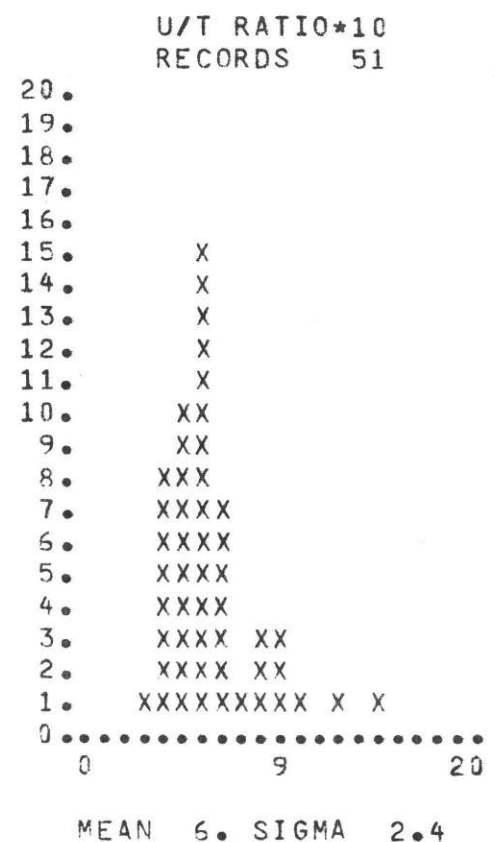 U/T RATIO*10
RECORDS 51
20.
19.
18.
17.
16.
15. X
14. X
13. X
12. X
11. X
10. XX
9. XX
8. XXX
7. XXXX
6. XXXX
5. XXXX
4. XXXX
3. XXXX XX
2. XXXX XX
1. XXXXXXXXX X X
0......................
0 9 20
MEAN 6. SIGMA 2.4